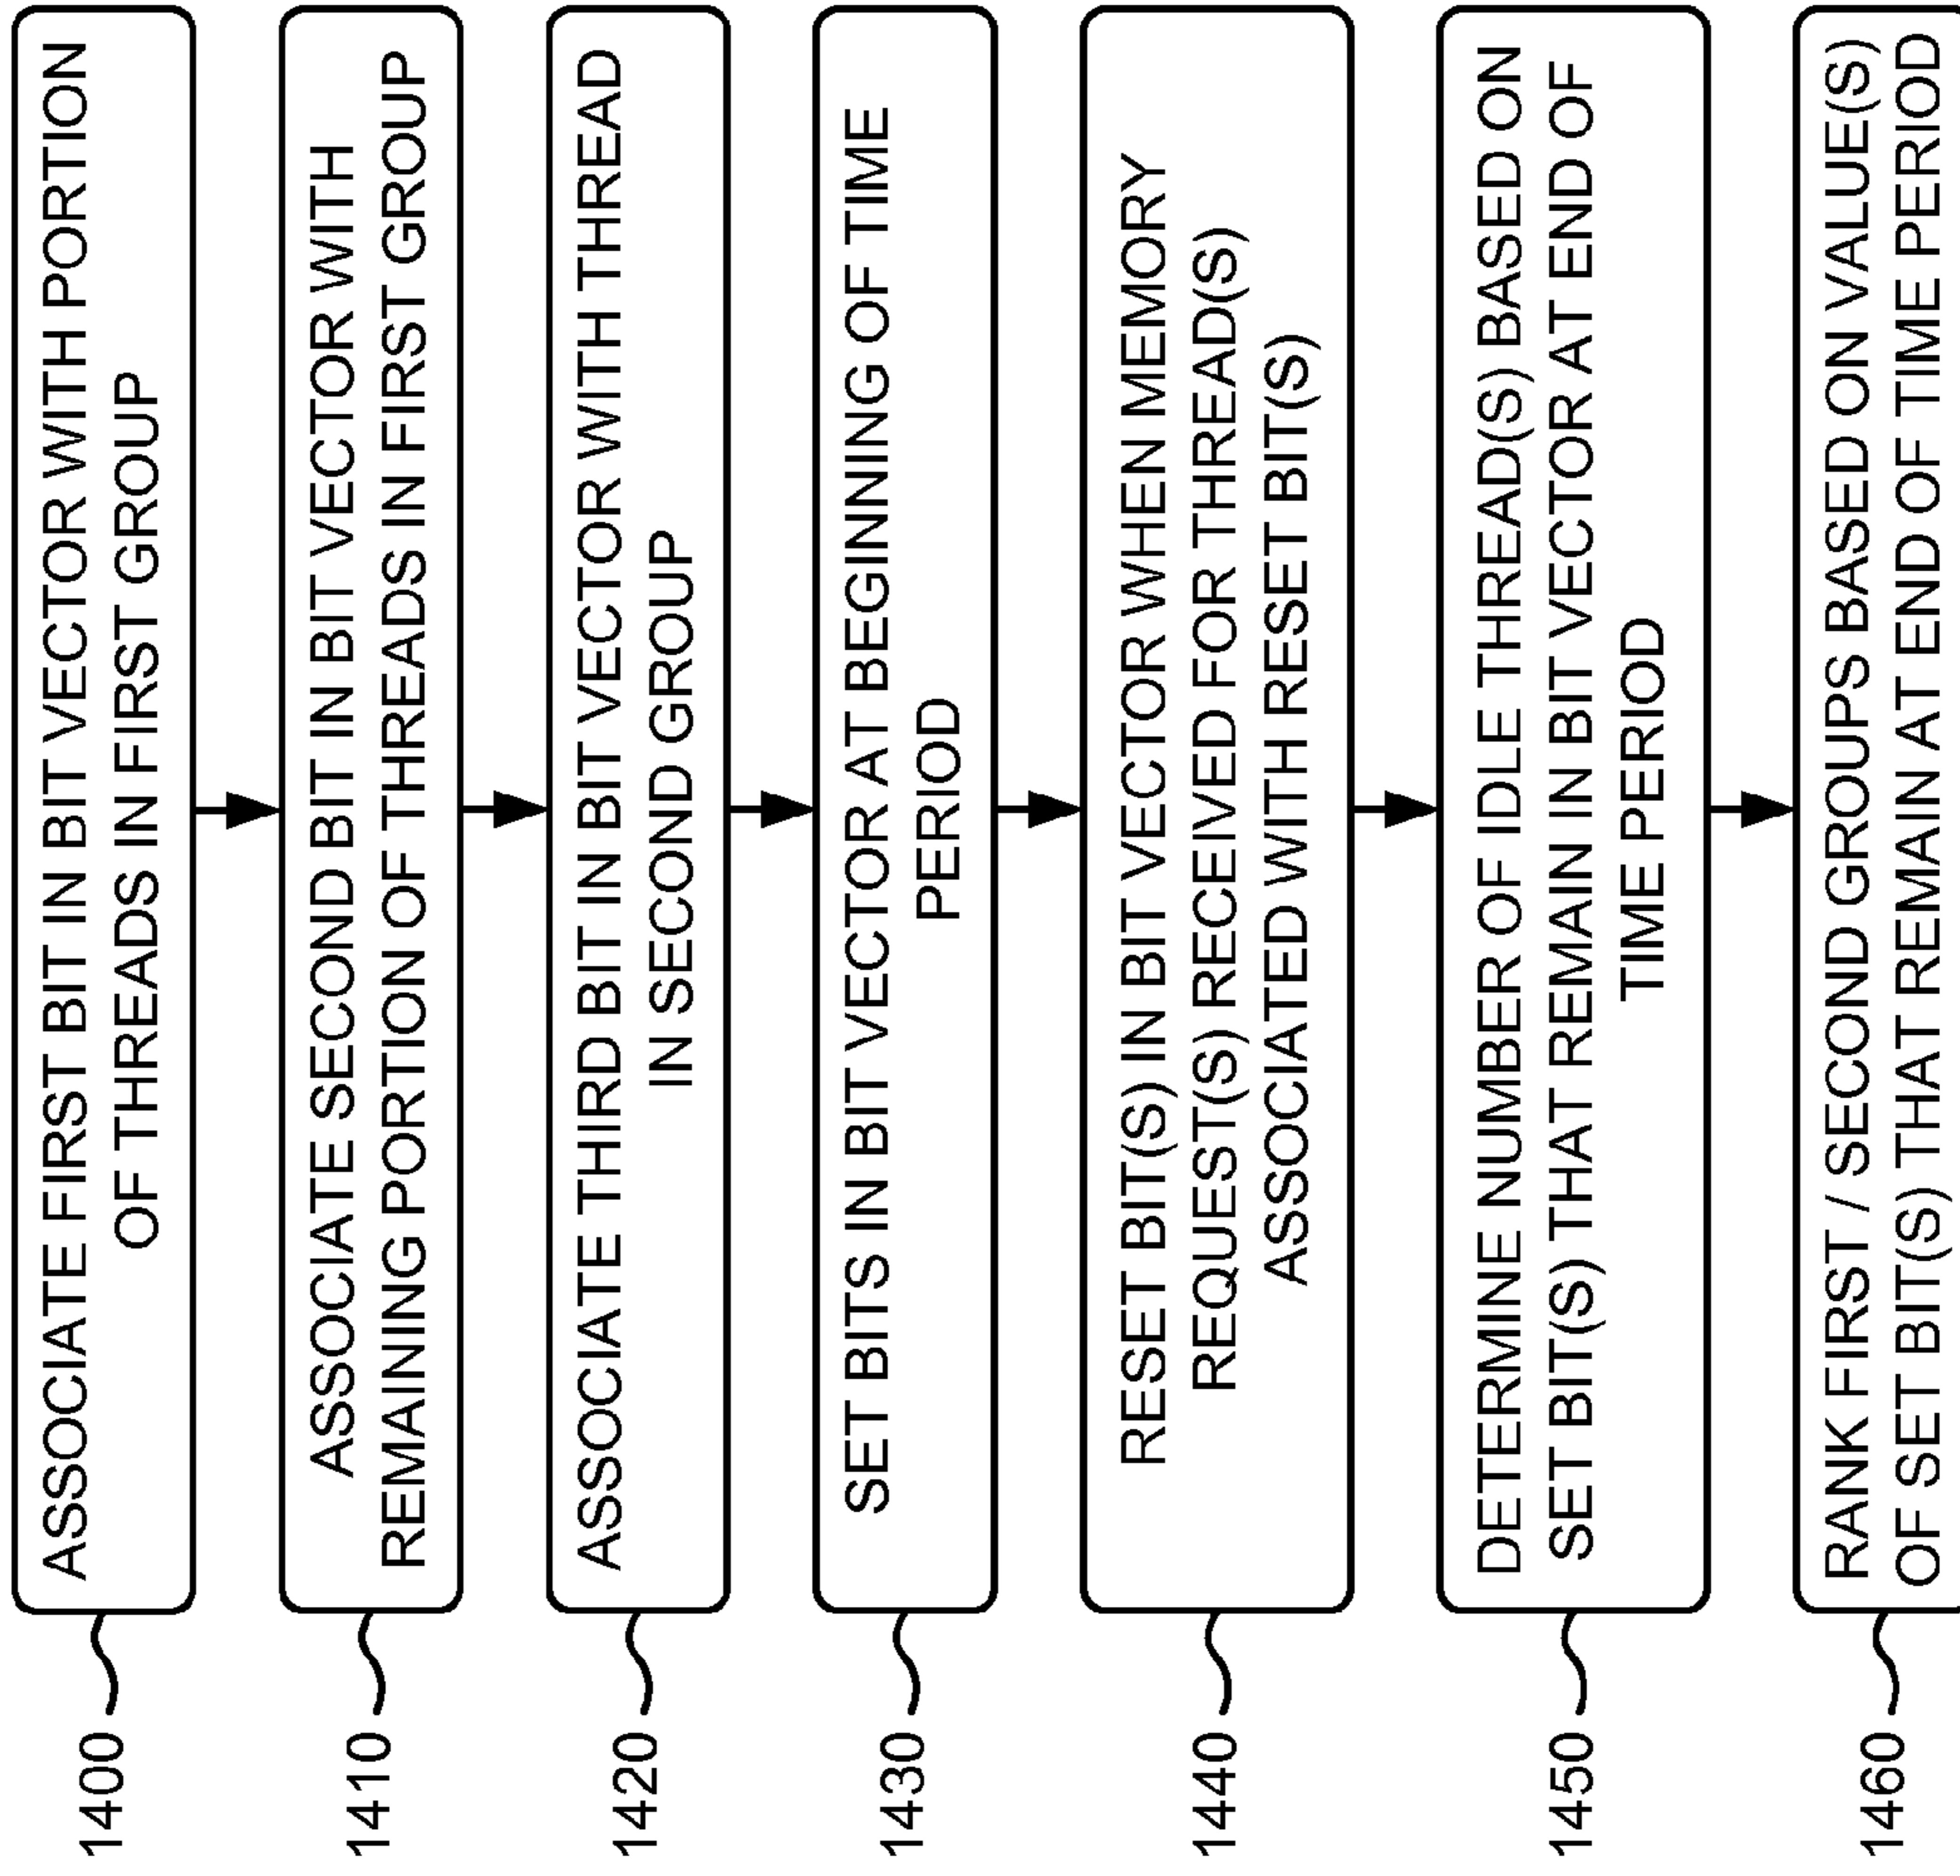 1400
ASSOCIATE FIRST BIT IN BIT VECTOR WITH PORTION
OF THREADS IN FIRST GROUP
1410
ASSOCIATE SECOND BIT IN BIT VECTOR WITH
REMAINING PORTION OF THREADS IN FIRST GROUP
1420
ASSOCIATE THIRD BIT IN BIT VECTOR WITH THREAD
IN SECOND GROUP
1430
SET BITS IN BIT VECTOR AT BEGINNING OF TIME
PERIOD
1440
RESET BIT(S) IN BIT VECTOR WHEN MEMORY
REQUEST(S) RECEIVED FOR THREAD(S)
ASSOCIATED WITH RESET BIT(S)
1450
DETERMINE NUMBER OF IDLE THREAD(S) BASED ON
SET BIT(S) THAT REMAIN IN BIT VECTOR AT END OF
TIME PERIOD
1460
RANK FIRST / SECOND GROUPS BASED ON VALUE(S)
OF SET BIT(S) THAT REMAIN AT END OF TIME PERIOD